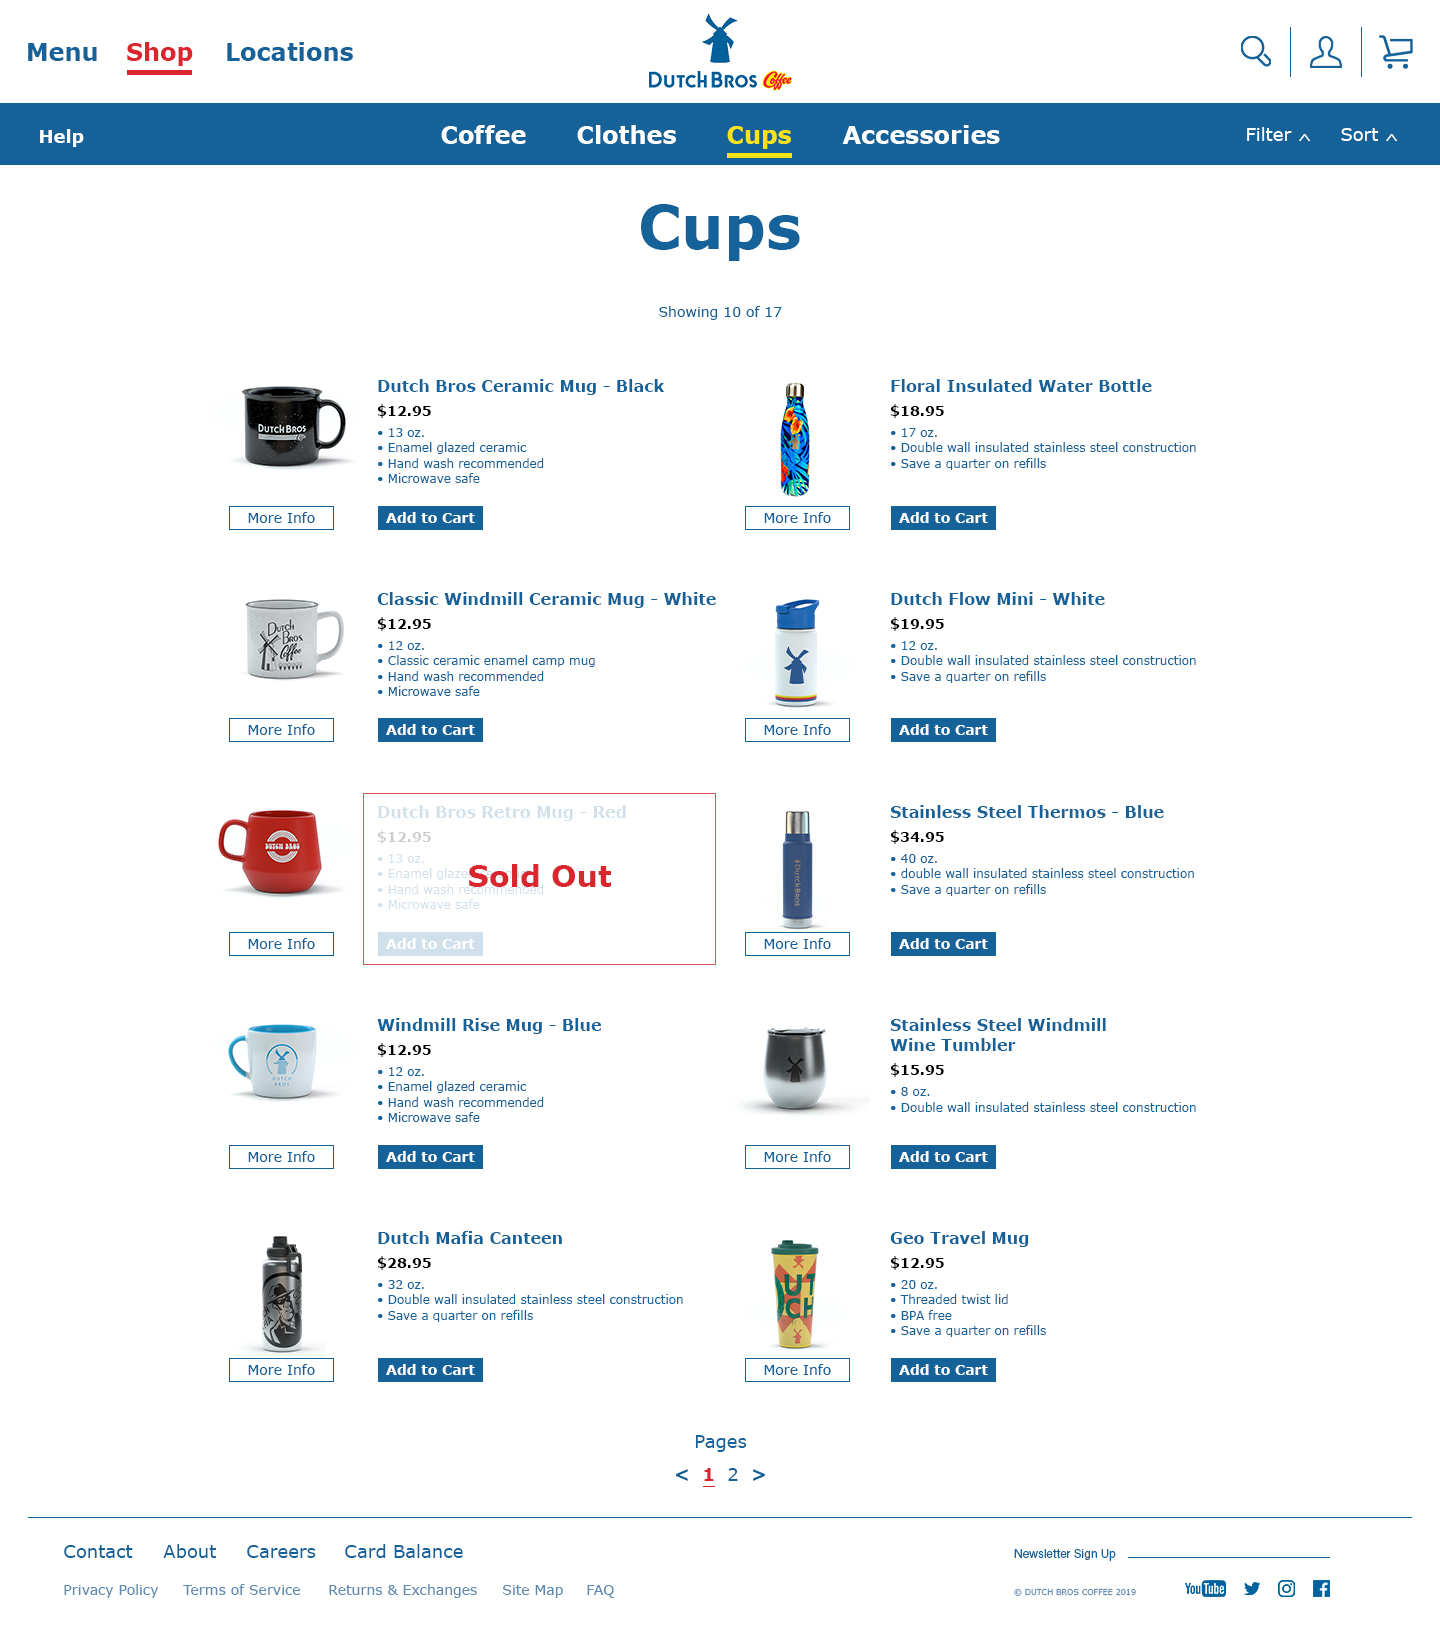 Menu Shop Locations
DUTCH BROS Coffee
Help Coffee Clothes Cups Accessories Filter Sort
Cups
Showing 10 of 17
Dutch Bros Ceramic Mug - Black
$12.95
• 13 oz.
• Enamel glazed ceramic
• Hand wash recommended
• Microwave safe
DUTCH BROS
More Info Add to Cart
Floral Insulated Water Bottle
$18.95
• 17 oz.
• Double wall insulated stainless steel construction
• Save a quarter on refills
More Info Add to Cart
Classic Windmill Ceramic Mug - White
$12.95
• 12 oz.
• Classic ceramic enamel camp mug
• Hand wash recommended
• Microwave safe
Dutch
Bros.
Coffee
More Info Add to Cart
Dutch Flow Mini - White
$19.95
• 12 oz.
• Double wall insulated stainless steel construction
• Save a quarter on refills
More Info Add to Cart
Dutch Bros Retro Mug - Red
$12.95
• 13 oz.
• Enamel glaze
• Hand wash recommended
• Microwave safe
Sold Out
DUTCH BROS
More Info Add to Cart
Stainless Steel Thermos - Blue
$34.95
• 40 oz.
• double wall insulated stainless steel construction
• Save a quarter on refills
DutchBros
More Info Add to Cart
Windmill Rise Mug - Blue
$12.95
• 12 oz.
• Enamel glazed ceramic
• Hand wash recommended
• Microwave safe
DUTCH
BROS
More Info Add to Cart
Stainless Steel Windmill
Wine Tumbler
$15.95
• 8 oz.
• Double wall insulated stainless steel construction
More Info Add to Cart
Dutch Mafia Canteen
$28.95
• 32 oz.
• Double wall insulated stainless steel construction
• Save a quarter on refills
More Info Add to Cart
Geo Travel Mug
$12.95
• 20 oz.
• Threaded twist lid
• BPA free
• Save a quarter on refills
More Info Add to Cart
Pages
< 1 2 >
Contact About Careers Card Balance
Newsletter Sign Up
Privacy Policy Terms of Service Returns & Exchanges Site Map FAQ
© DUTCH BROS COFFEE 2019
YouTube